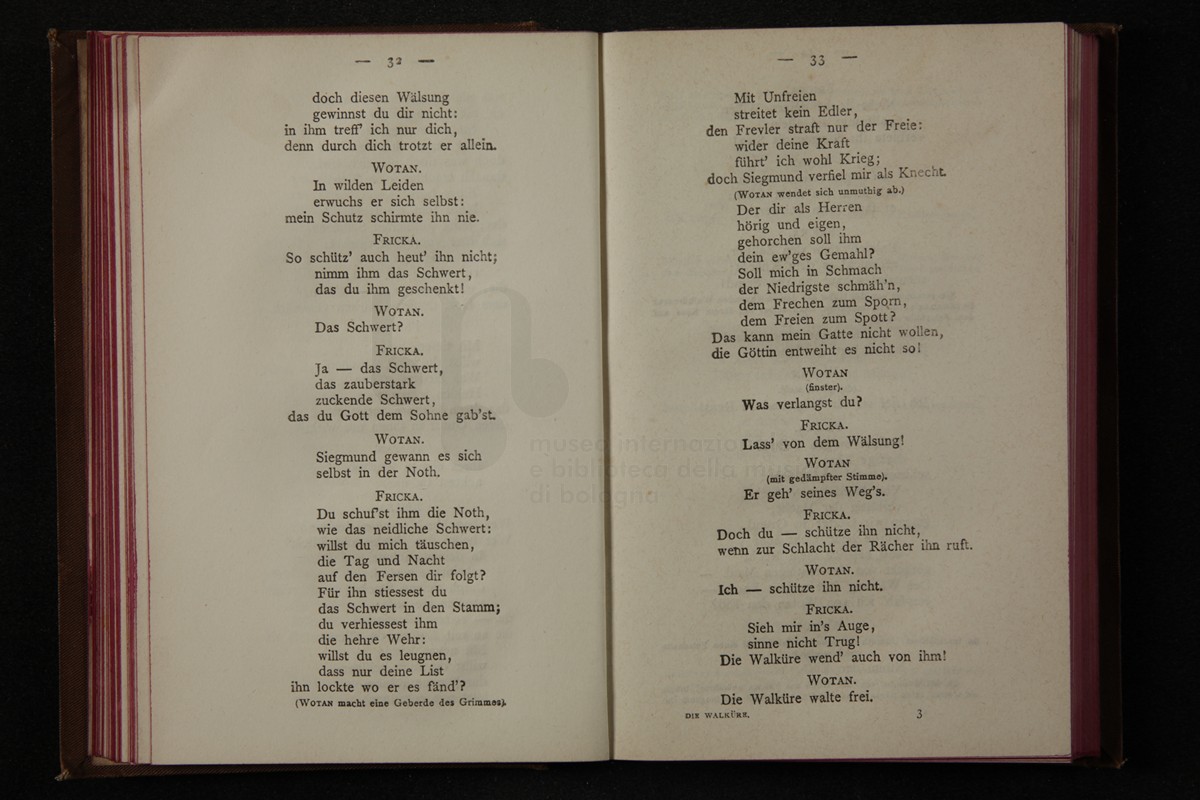 — 32 —
doch diesen Wälsung
gewinnst du dir nicht:
in ihm treff' ich nur dich,
denn durch dich trotzt er allein.
WOTAN.
In wilden Leiden
erwuchs er sich selbst:
mein Schutz schirmte ihn nie.
FRICKA.
So schütz' auch heut' ihn nicht;
nimm ihm das Schwert,
das du ihm geschenkt!
WOTAN.
Das Schwert?
FRICKA.
Ja — das Schwert,
das zauberstark
zuckende Schwert,
das du Gott dem Sohne gab'st.
WOTAN.
Siegmund gewann es sich
selbst in der Noth.
FRICKA.
Du schuf'st ihm die Noth,
wie das neidliche Schwert:
willst du mich täuschen,
die Tag und Nacht
auf den Fersen dir folgt?
Für ihn stiessest du
das Schwert in den Stamm;
du verhiessest ihm
die hehre Wehr:
willst du es leugnen,
dass nur deine List
ihn lockte wo er es fänd'?
(WOTAN macht eine Geberde des Grimmes).
— 33 —
Mit Unfreien
streitet kein Edler,
den Frevler straft nur der Freie:
wider deine Kraft
führt' ich wohl Krieg;
doch Siegmund verfiel mir als Knecht.
(WOTAN wendet sich unmuthig ab.)
Der dir als Herren
hörig und eigen,
gehorchen soll ihm
dein ew'ges Gemahl?
Soll mich in Schmach
der Niedrigste schmäh'n,
dem Frechen zum Sporn,
dem Freien zum Spott?
Das kann mein Gatte nicht wollen,
die Göttin entweiht es nicht so!
WOTAN
(finster).
Was verlangst du?
FRICKA.
Lass' von dem Wälsung!
WOTAN
(mit gedämpfter Stimme).
Er geh' seines Weg's.
FRICKA.
Doch du — schütze ihn nicht,
wenn zur Schlacht der Rächer ihn ruft.
WOTAN.
Ich — schütze ihn nicht.
FRICKA.
Sieh mir in's Auge,
sinne nicht Trug!
Die Walküre wend' auch von ihm!
WOTAN.
Die Walküre walte frei.
DIE WALKÜRE. 3
museo internazionale
e biblioteca della musica
di bologna